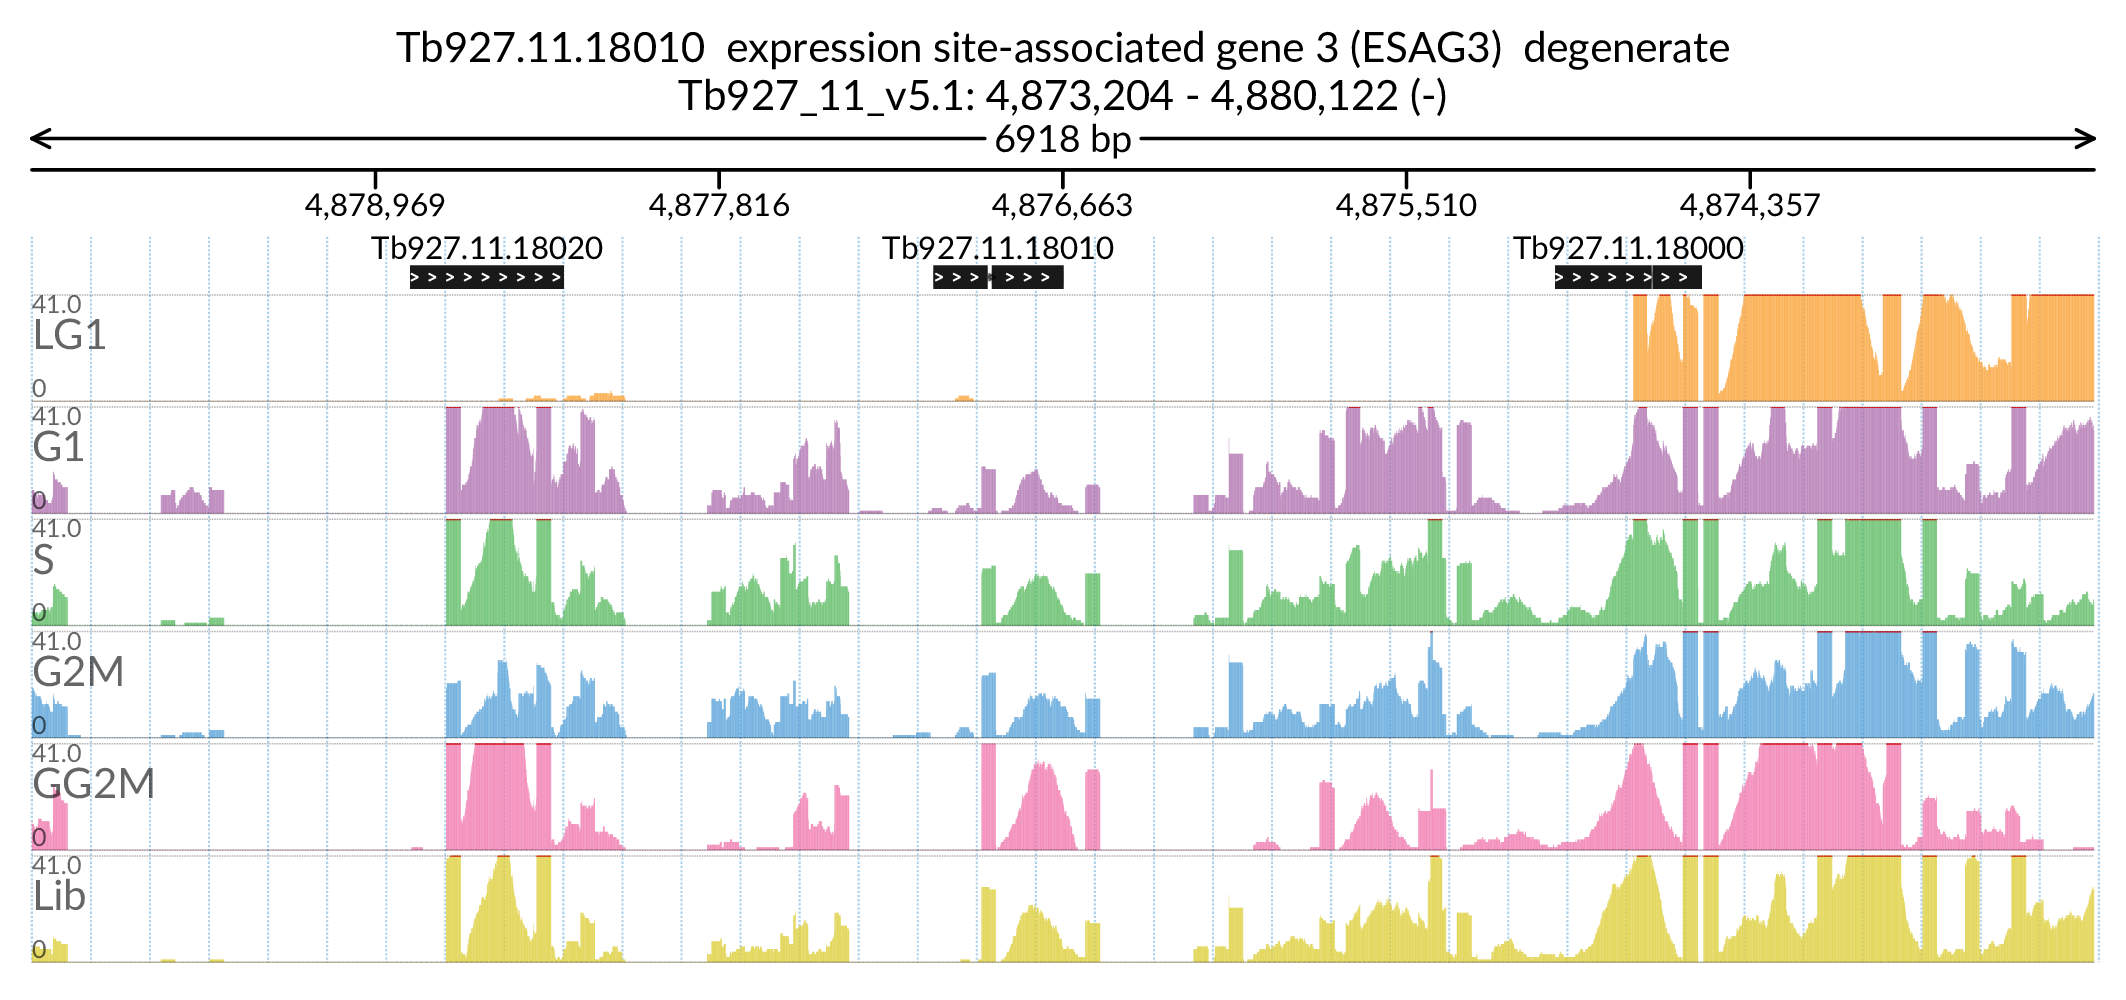 Tb927.11.18010 expression site-associated gene 3 (ESAG3) degenerate
Tb927_11_v5.1: 4,873,204 - 4,880,122 (-)
6918 bp
4,878,969 4,877,816 4,876,663 4,875,510 4,874,357
Tb927.11.18020 Tb927.11.18010 Tb927.11.18000
41.0
LG1
0
41.0
G1
0
41.0
S
0
41.0
G2M
0
41.0
GG2M
0
41.0
Lib
0